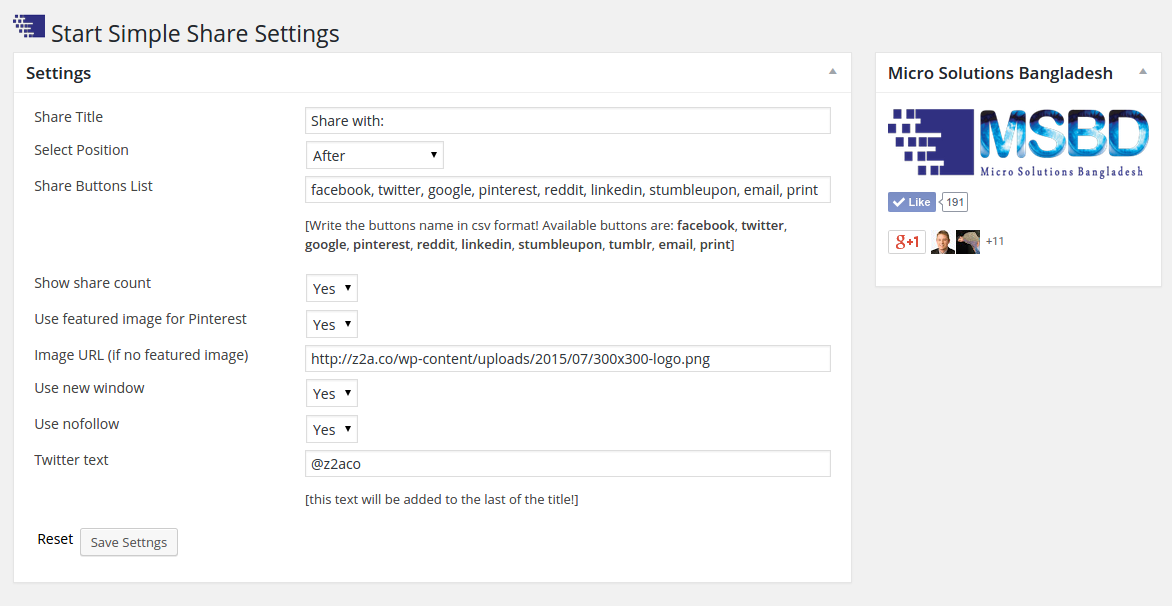 Start Simple Share Settings
Settings
Share Title
Share with:
Select Position
After
Share Buttons List
facebook, twitter, google, pinterest, reddit, linkedin, stumbleupon, email, print
[Write the buttons name in csv format! Available buttons are: facebook, twitter,
google, pinterest, reddit, linkedin, stumbleupon, tumblr, email, print]
Show share count
Yes
Use featured image for Pinterest
Yes
Image URL (if no featured image)
http://z2a.co/wp-content/uploads/2015/07/300x300-logo.png
Use new window
Yes
Use nofollow
Yes
Twitter text
@z2aco
[this text will be added to the last of the title!]
Reset
Save Settngs
Micro Solutions Bangladesh
MSBD
Micro Solutions Bangladesh
Like
191
g+1
+11